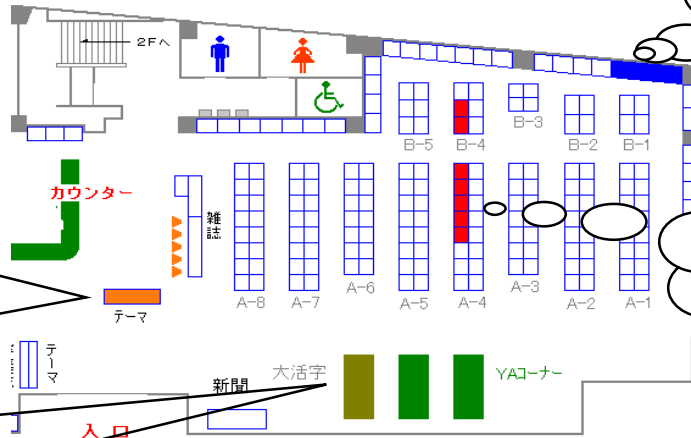 2Fへ
B-5
B-4
B-3
B-2
B-1
カウンター
雑誌
A-8
A-7
A-6
A-5
A-4
A-3
A-2
A-1
テーマ
テーマ
新聞
大活字
YAコーナー
入口